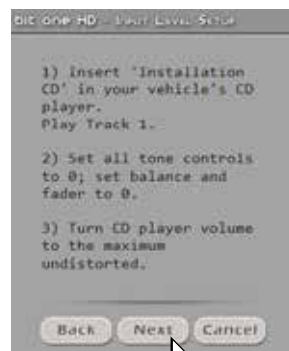 bit one HD - Input Level Setup
1) Insert 'Installation
CD' in your vehicle's CD
player.
Play Track 1.
2) Set all tone controls
to 0; set balance and
fader to 0.
3) Turn CD player volume
to the maximum
undistorted.
Back Next Cancel